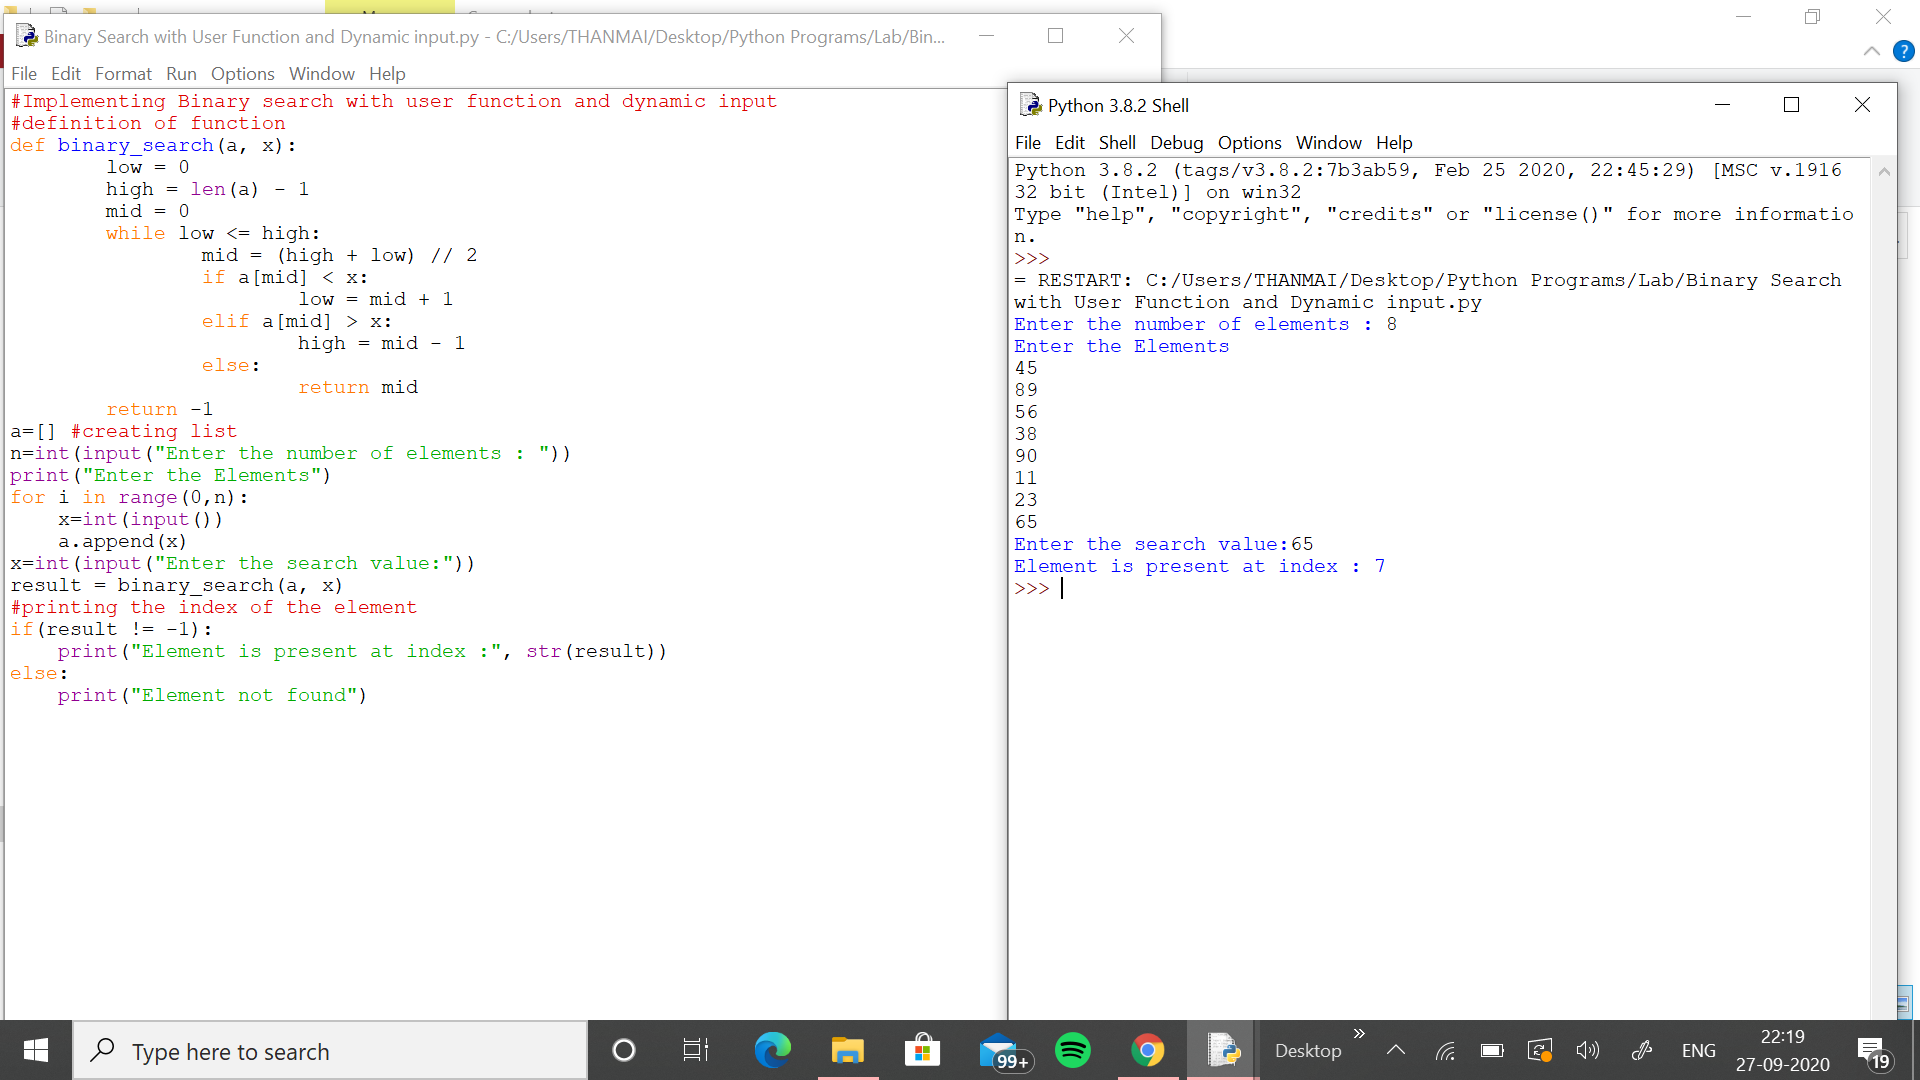 Binary Search with User Function and Dynamic input.py - C:/Users/THANMAI/Desktop/Python Programs/Lab/Bin...
File Edit Format Run Options Window Help
#Implementing Binary search with user function and dynamic input
#definition of function
def binary_search(a, x):
low = 0
high = len(a) - 1
mid = 0
while low <= high:
mid = (high + low) // 2
if a[mid] < x:
low = mid + 1
elif a[mid] > x:
high = mid - 1
else:
return mid
return -1
a=[] #creating list
n=int(input("Enter the number of elements : "))
print("Enter the Elements")
for i in range(0,n):
x=int(input())
a.append(x)
x=int(input("Enter the search value:"))
result = binary_search(a, x)
#printing the index of the element
if(result != -1):
print("Element is present at index :", str(result))
else:
print("Element not found")
Python 3.8.2 Shell
File Edit Shell Debug Options Window Help
Python 3.8.2 (tags/v3.8.2:7b3ab59, Feb 25 2020, 22:45:29) [MSC v.1916
32 bit (Intel)] on win32
Type "help", "copyright", "credits" or "license()" for more informatio
n.
>>>
= RESTART: C:/Users/THANMAI/Desktop/Python Programs/Lab/Binary Search
with User Function and Dynamic input.py
Enter the number of elements : 8
Enter the Elements
45
89
56
38
90
11
23
65
Enter the search value:65
Element is present at index : 7
>>>
Type here to search
99+
Desktop
ENG
22:19
27-09-2020
19